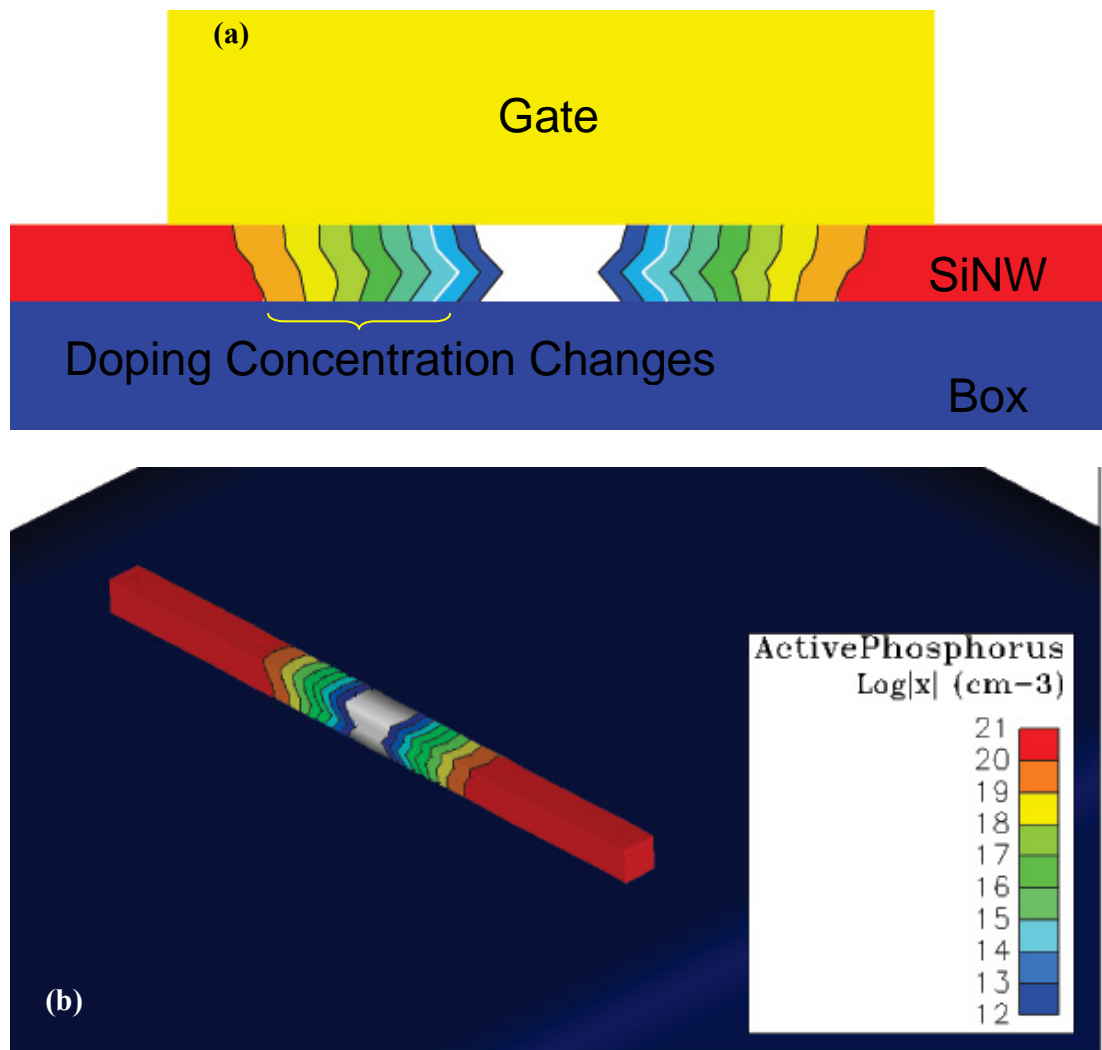 (a)
Gate
SiNW
Doping Concentration Changes
Box
ActivePhosphorus
Log|x| (cm-3)
21
20
19
18
17
16
15
14
13
12
(b)